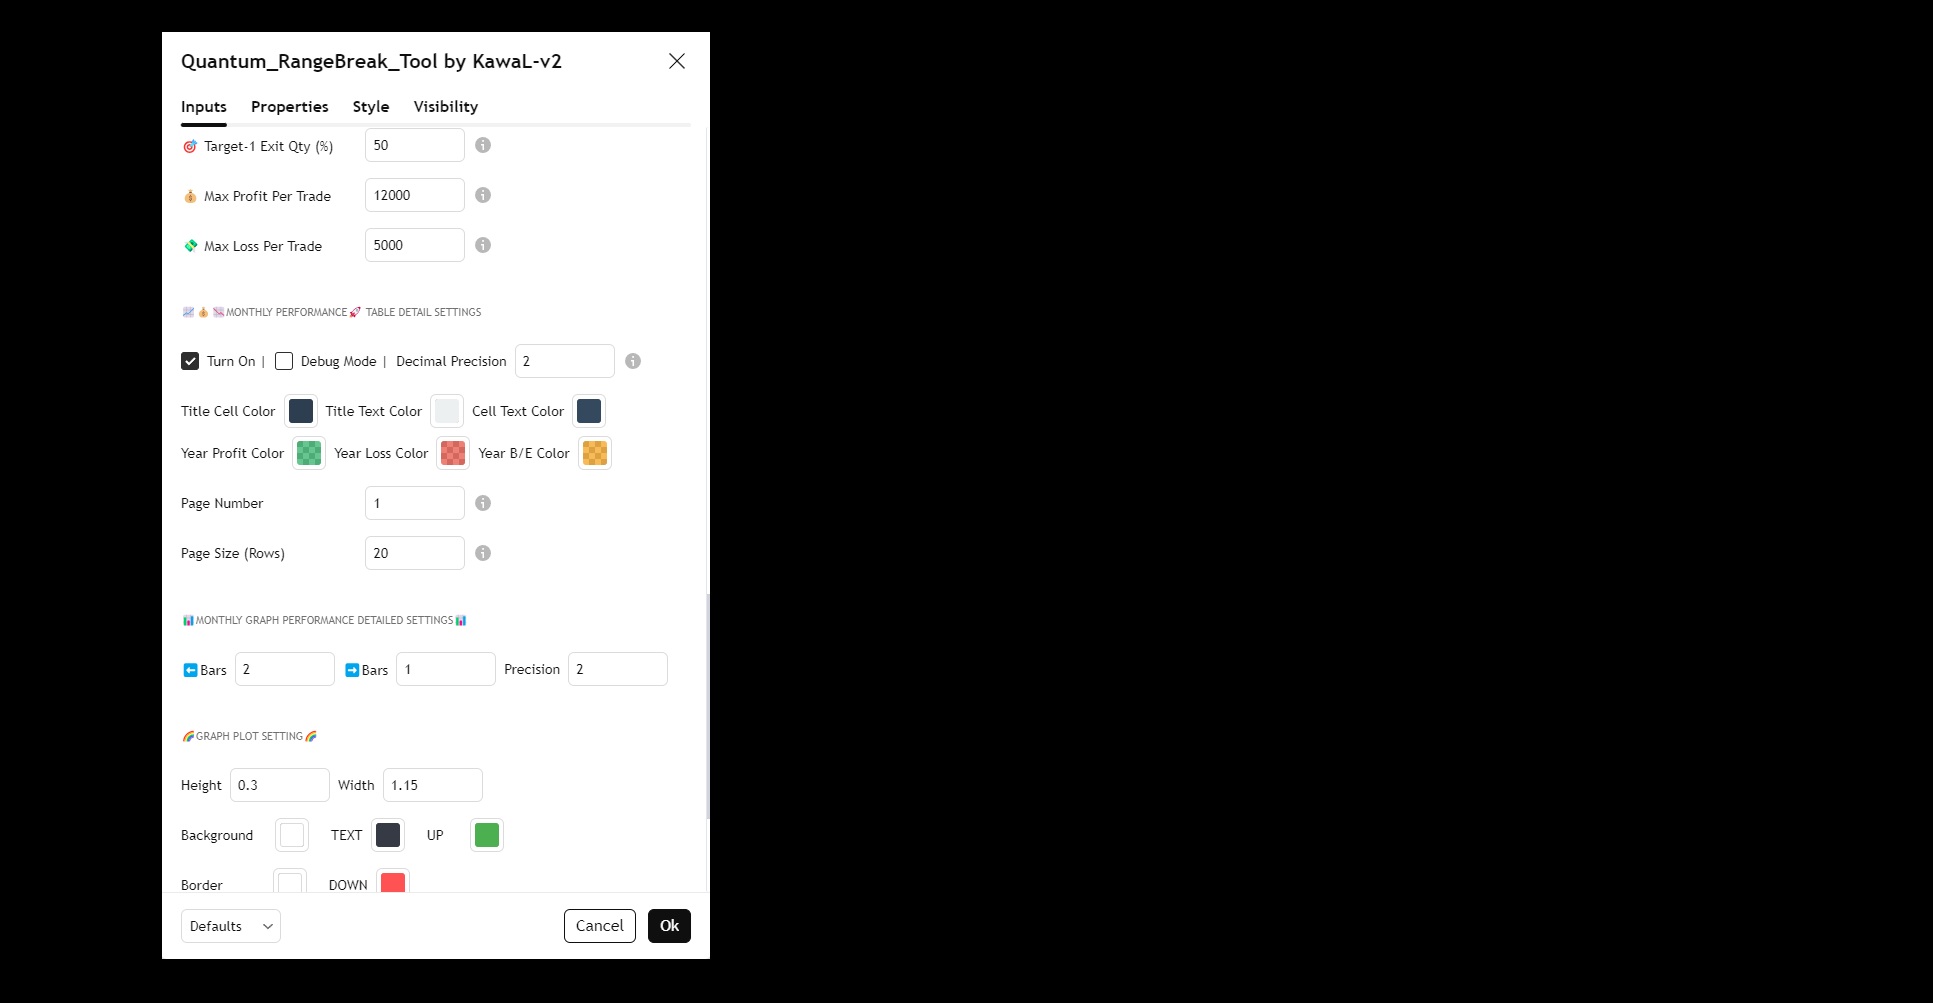 Quantum_RangeBreak_Tool by KawaL-v2
Inputs Properties Style Visibility
🎯 Target-1 Exit Qty (%) 50
💰 Max Profit Per Trade 12000
💸 Max Loss Per Trade 5000
📈💰📉MONTHLY PERFORMANCE🚀 TABLE DETAIL SETTINGS
Turn On | Debug Mode | Decimal Precision 2
Title Cell Color Title Text Color Cell Text Color
Year Profit Color Year Loss Color Year B/E Color
Page Number 1
Page Size (Rows) 20
📊MONTHLY GRAPH PERFORMANCE DETAILED SETTINGS📊
⬅️Bars 2 ➡️Bars 1 Precision 2
🌈GRAPH PLOT SETTING🌈
Height 0.3 Width 1.15
Background TEXT UP
Border DOWN
Defaults Cancel Ok